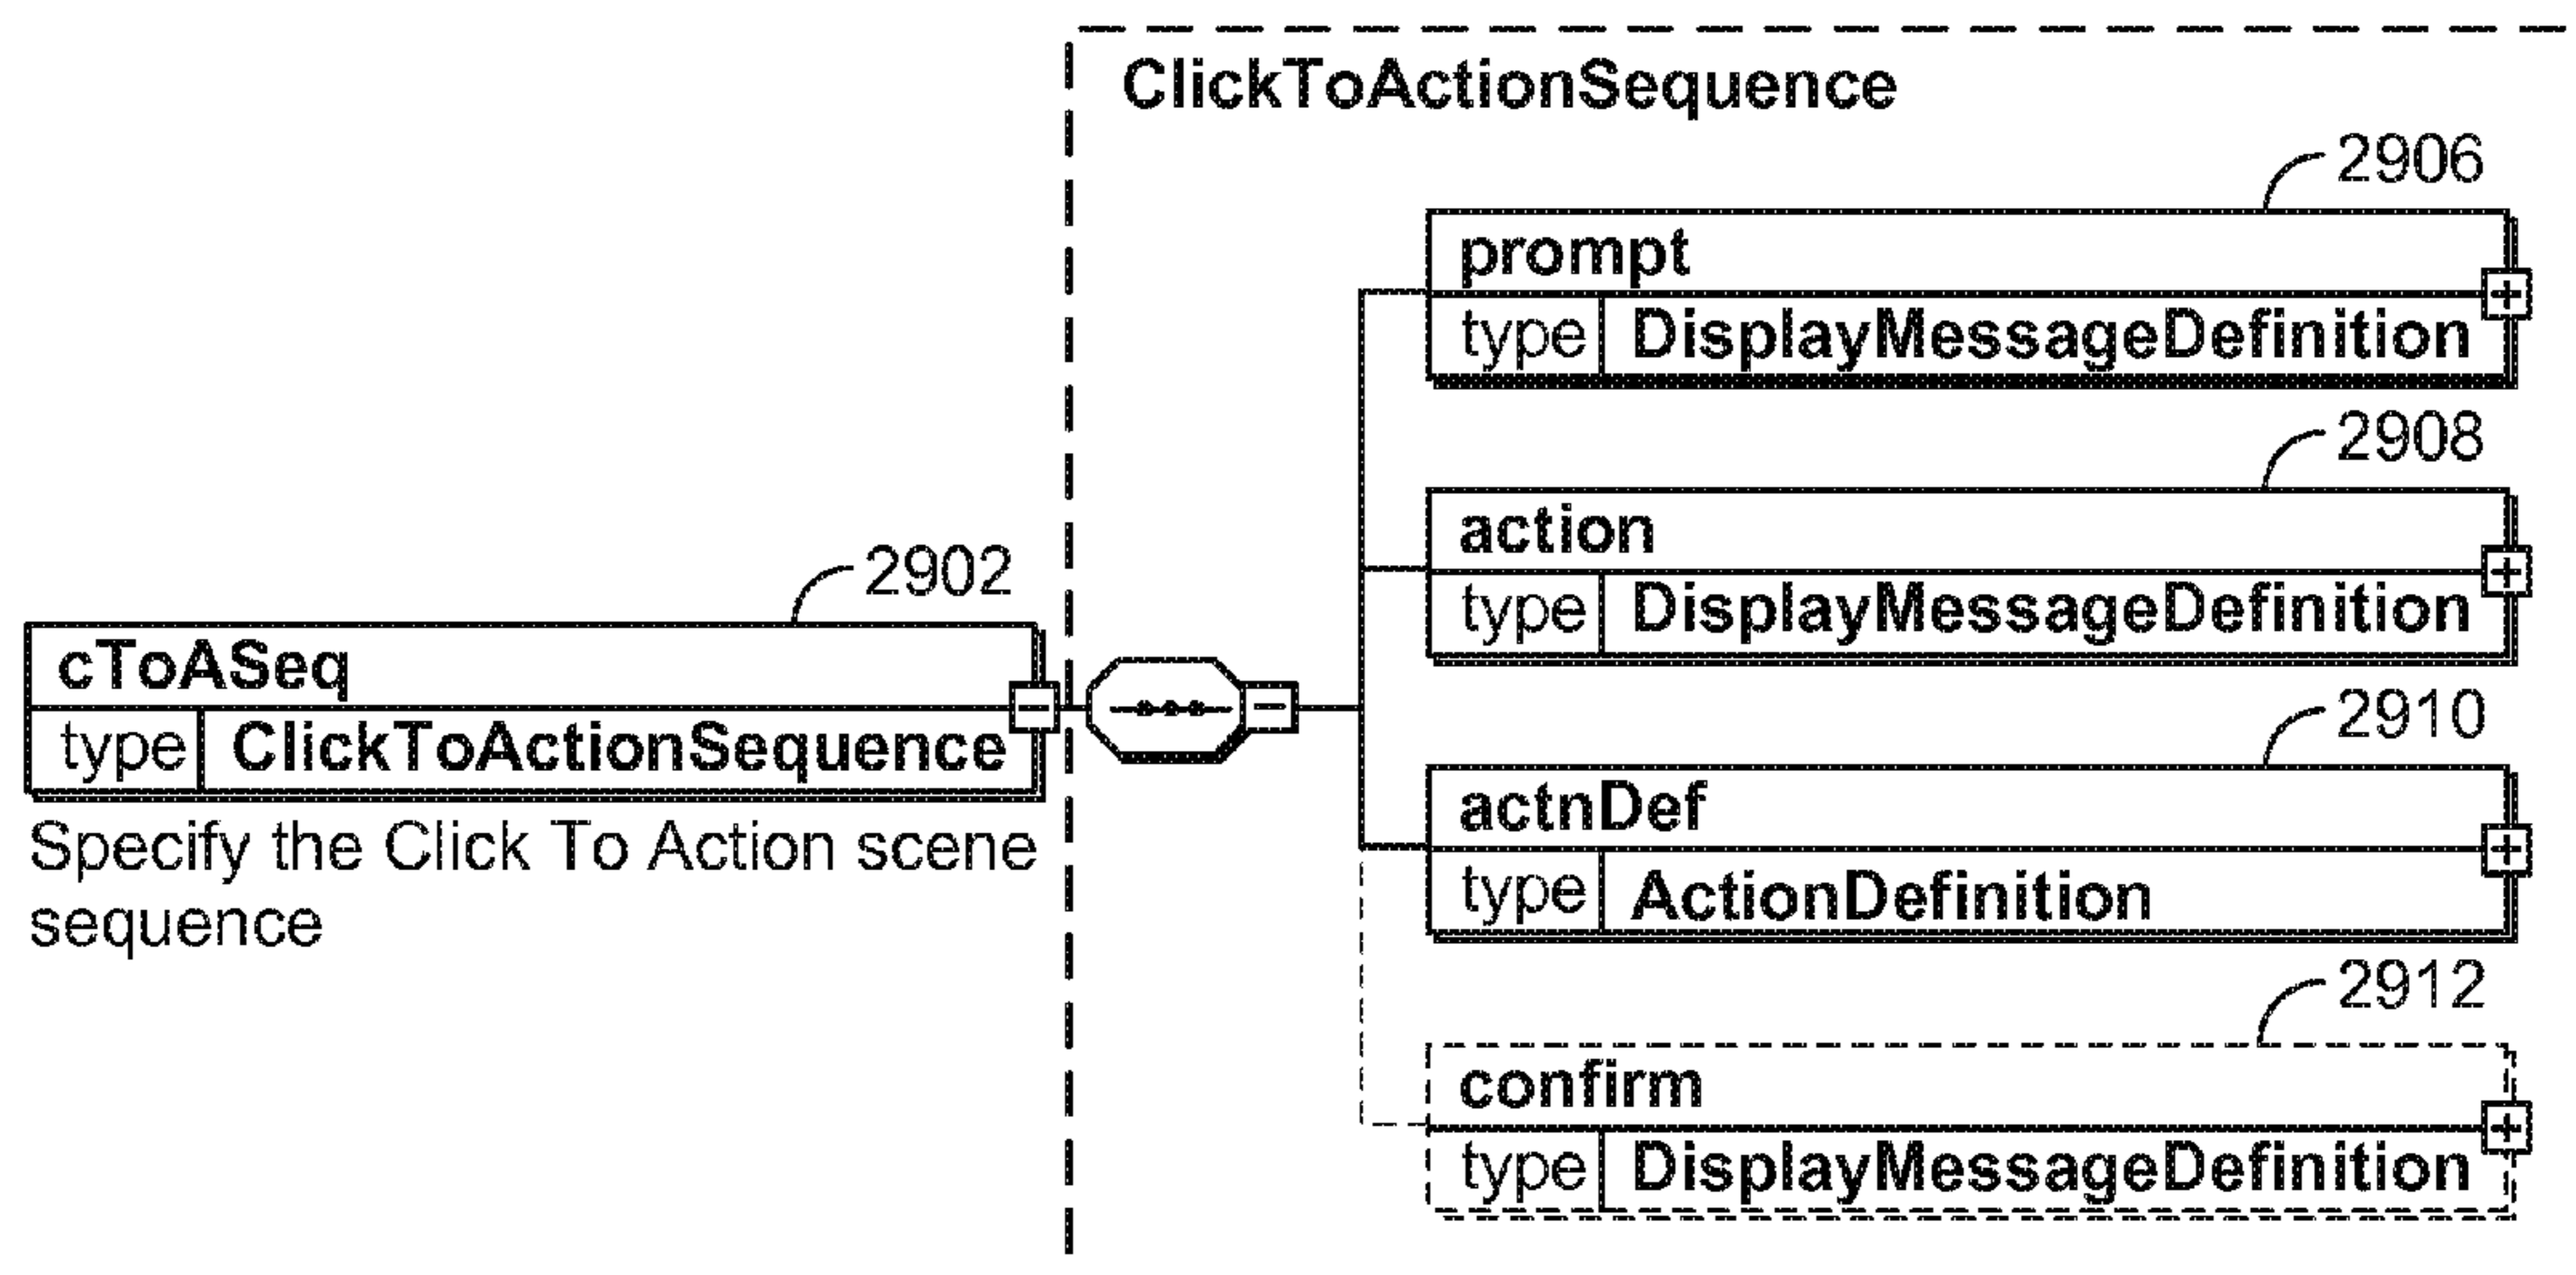 ClickToActionSequence
2906
prompt
type DisplayMessageDefinition
2908
action
type DisplayMessageDefinition
2902
cToASeq
type ClickToActionSequence
Specify the Click To Action scene
sequence
2910
actnDef
type ActionDefinition
2912
confirm
type DisplayMessageDefinition